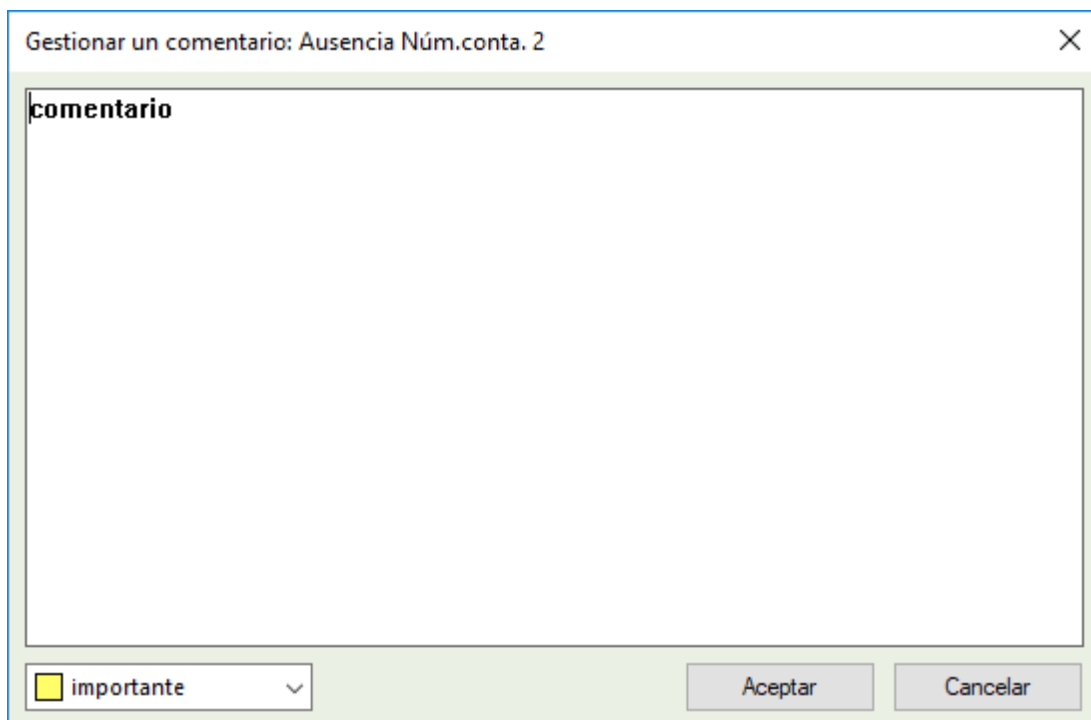 Gestionar un comentario: Ausencia Núm.conta. 2
comentario
importante
Aceptar
Cancelar